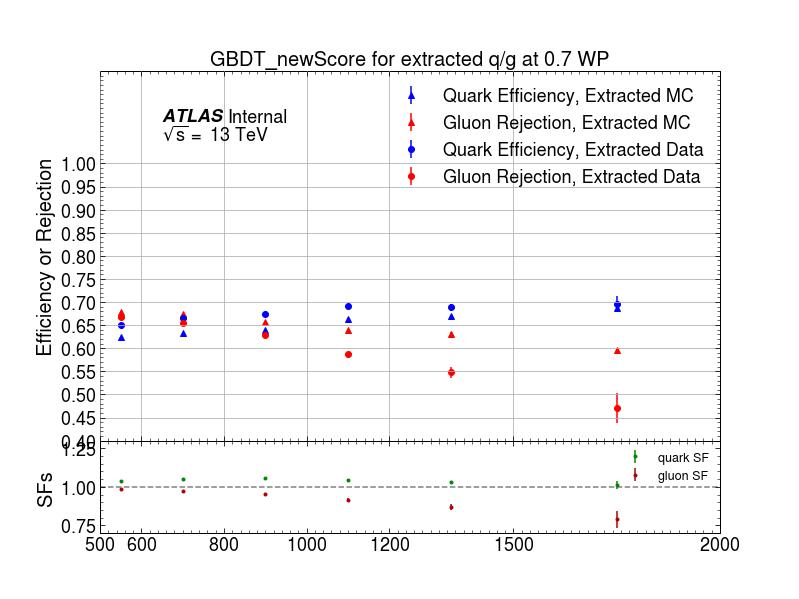 GBDT_newScore for extracted q/g at 0.7 WP
ATLAS Internal
√s = 13 TeV
Quark Efficiency, Extracted MC
Gluon Rejection, Extracted MC
Quark Efficiency, Extracted Data
Gluon Rejection, Extracted Data
Efficiency or Rejection
1.00
0.95
0.90
0.85
0.80
0.75
0.70
0.65
0.60
0.55
0.50
0.45
0.40
SFs
1.25
1.00
0.75
quark SF
gluon SF
500 600 800 1000 1200 1500 2000